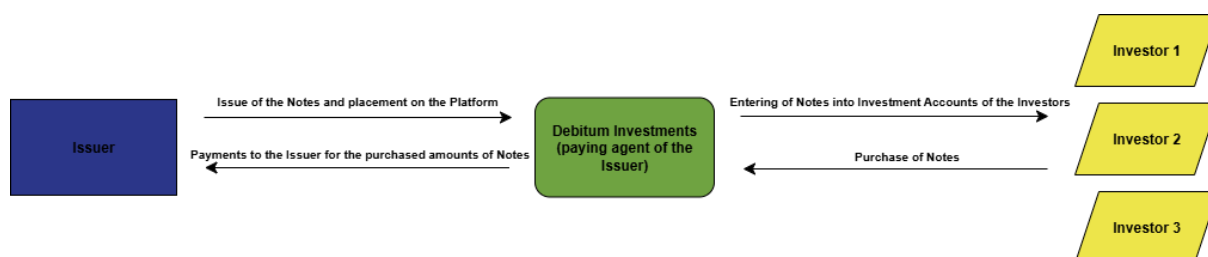 Investor 1
Issue of the Notes and placement on the Platform
Entering of Notes into Investment Accounts of the Investors
Issuer
Debitum Investments
(paying agent of the
Issuer)
Investor 2
Payments to the Issuer for the purchased amounts of Notes
Purchase of Notes
Investor 3